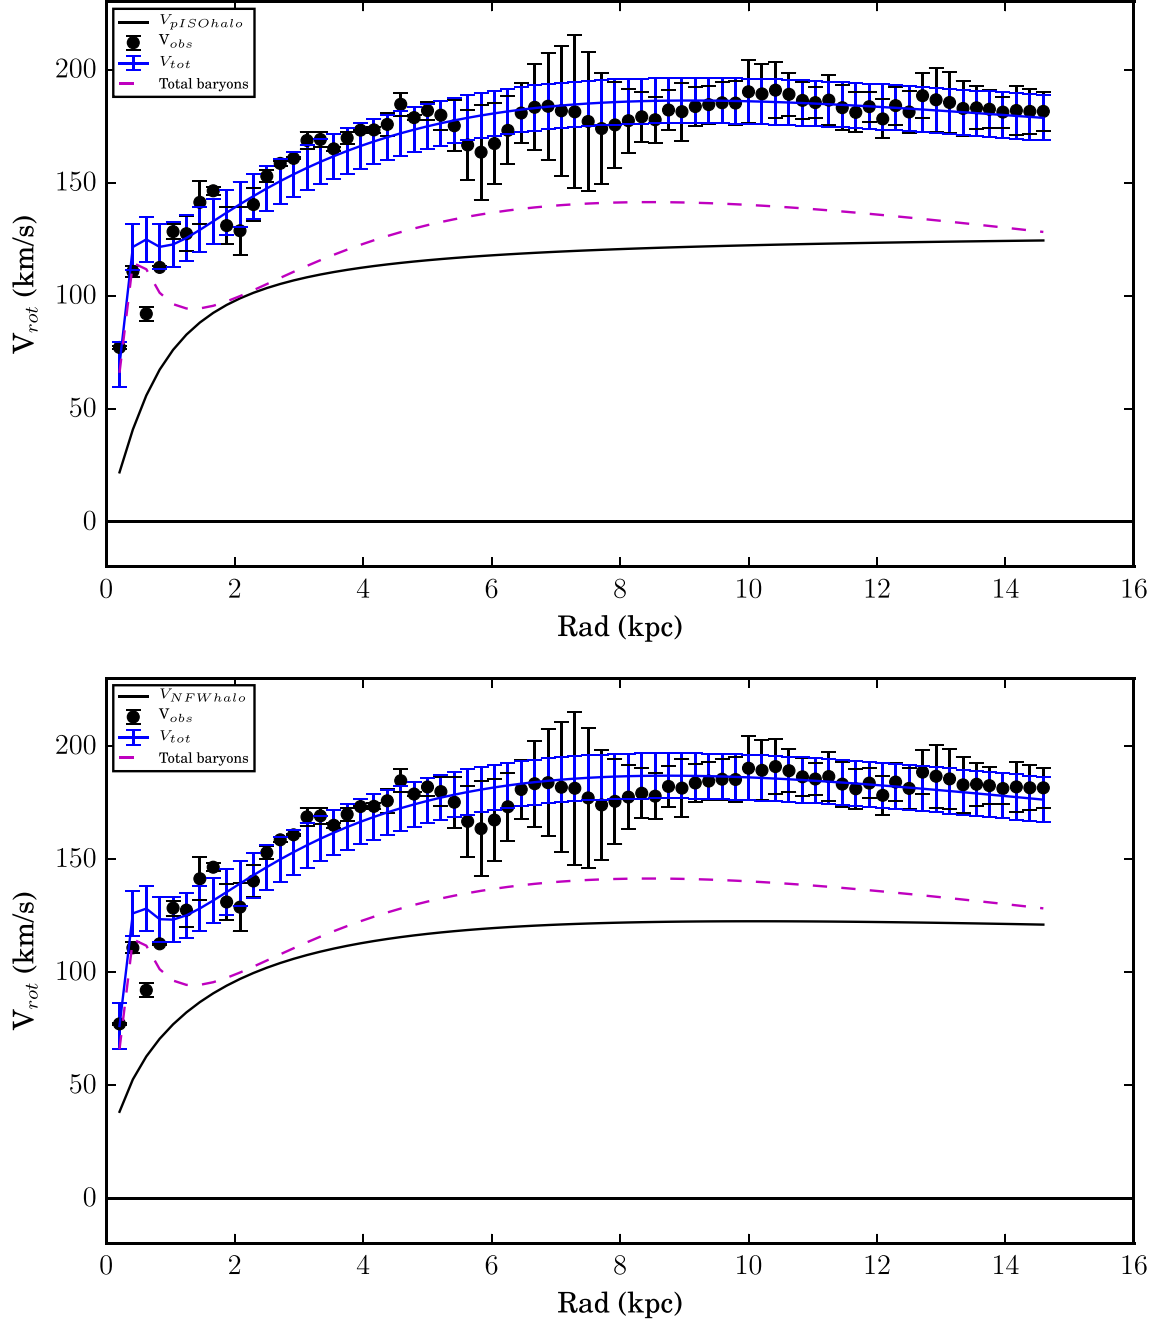 V_pISOhalo
V_obs
V_tot
Total baryons
200
150
100
50
0
V_rot (km/s)
0 2 4 6 8 10 12 14 16
Rad (kpc)
V_NFWhalo
V_obs
V_tot
Total baryons
200
150
100
50
0
V_rot (km/s)
0 2 4 6 8 10 12 14 16
Rad (kpc)